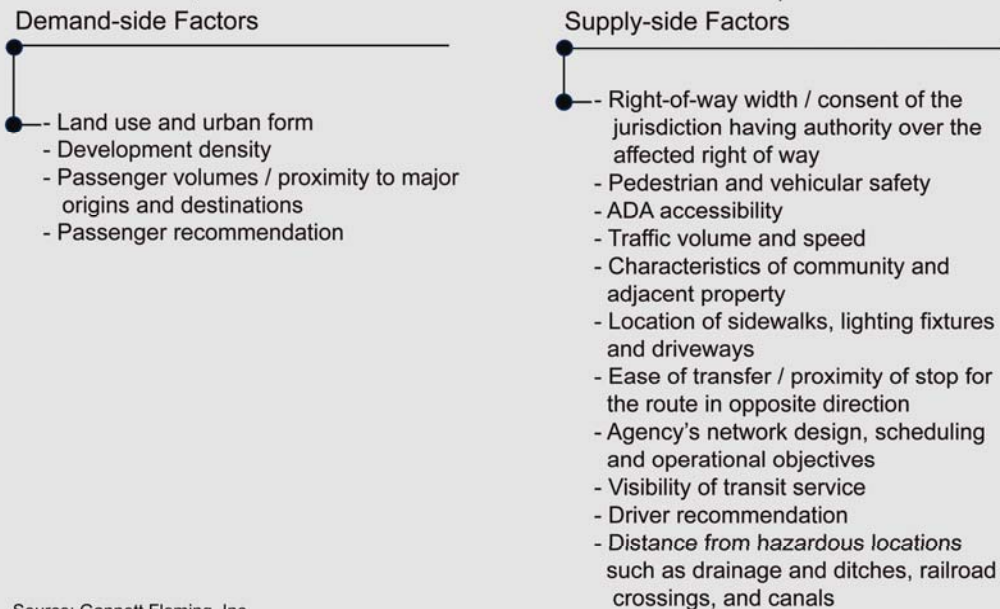 Demand-side Factors
- Land use and urban form
- Development density
- Passenger volumes / proximity to major
origins and destinations
- Passenger recommendation
Supply-side Factors
- Right-of-way width / consent of the
jurisdiction having authority over the
affected right of way
- Pedestrian and vehicular safety
- ADA accessibility
- Traffic volume and speed
- Characteristics of community and
adjacent property
- Location of sidewalks, lighting fixtures
and driveways
- Ease of transfer / proximity of stop for
the route in opposite direction
- Agency's network design, scheduling
and operational objectives
- Visibility of transit service
- Driver recommendation
- Distance from hazardous locations
such as drainage and ditches, railroad
crossings, and canals
Source: Gannett Fleming, Inc.